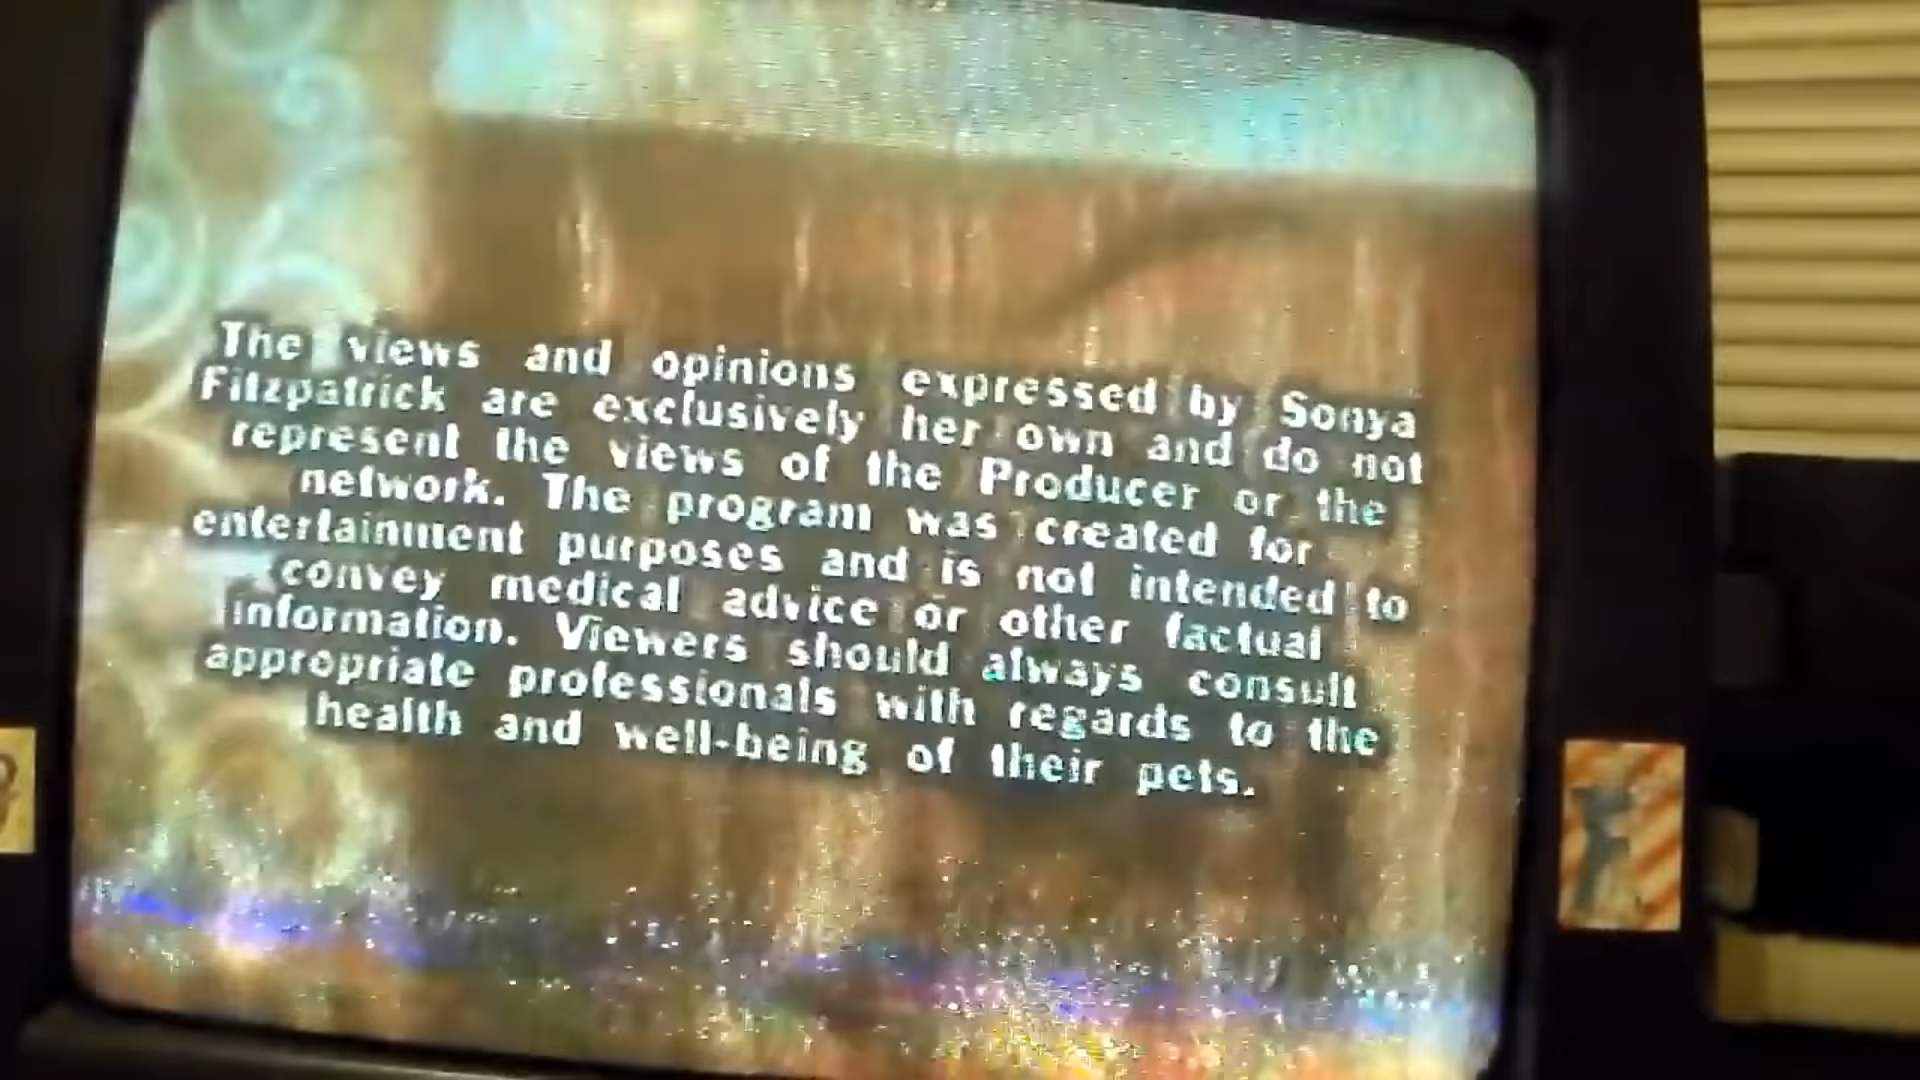 The views and opinions expressed by Sonya
Fitzpatrick are exclusively her own and do not
represent the views of the Producer or the
network. The program was created for
entertainment purposes and is not intended to
convey medical advice or other factual
information. Viewers should always consult
appropriate professionals with regards to the
health and well-being of their pets.